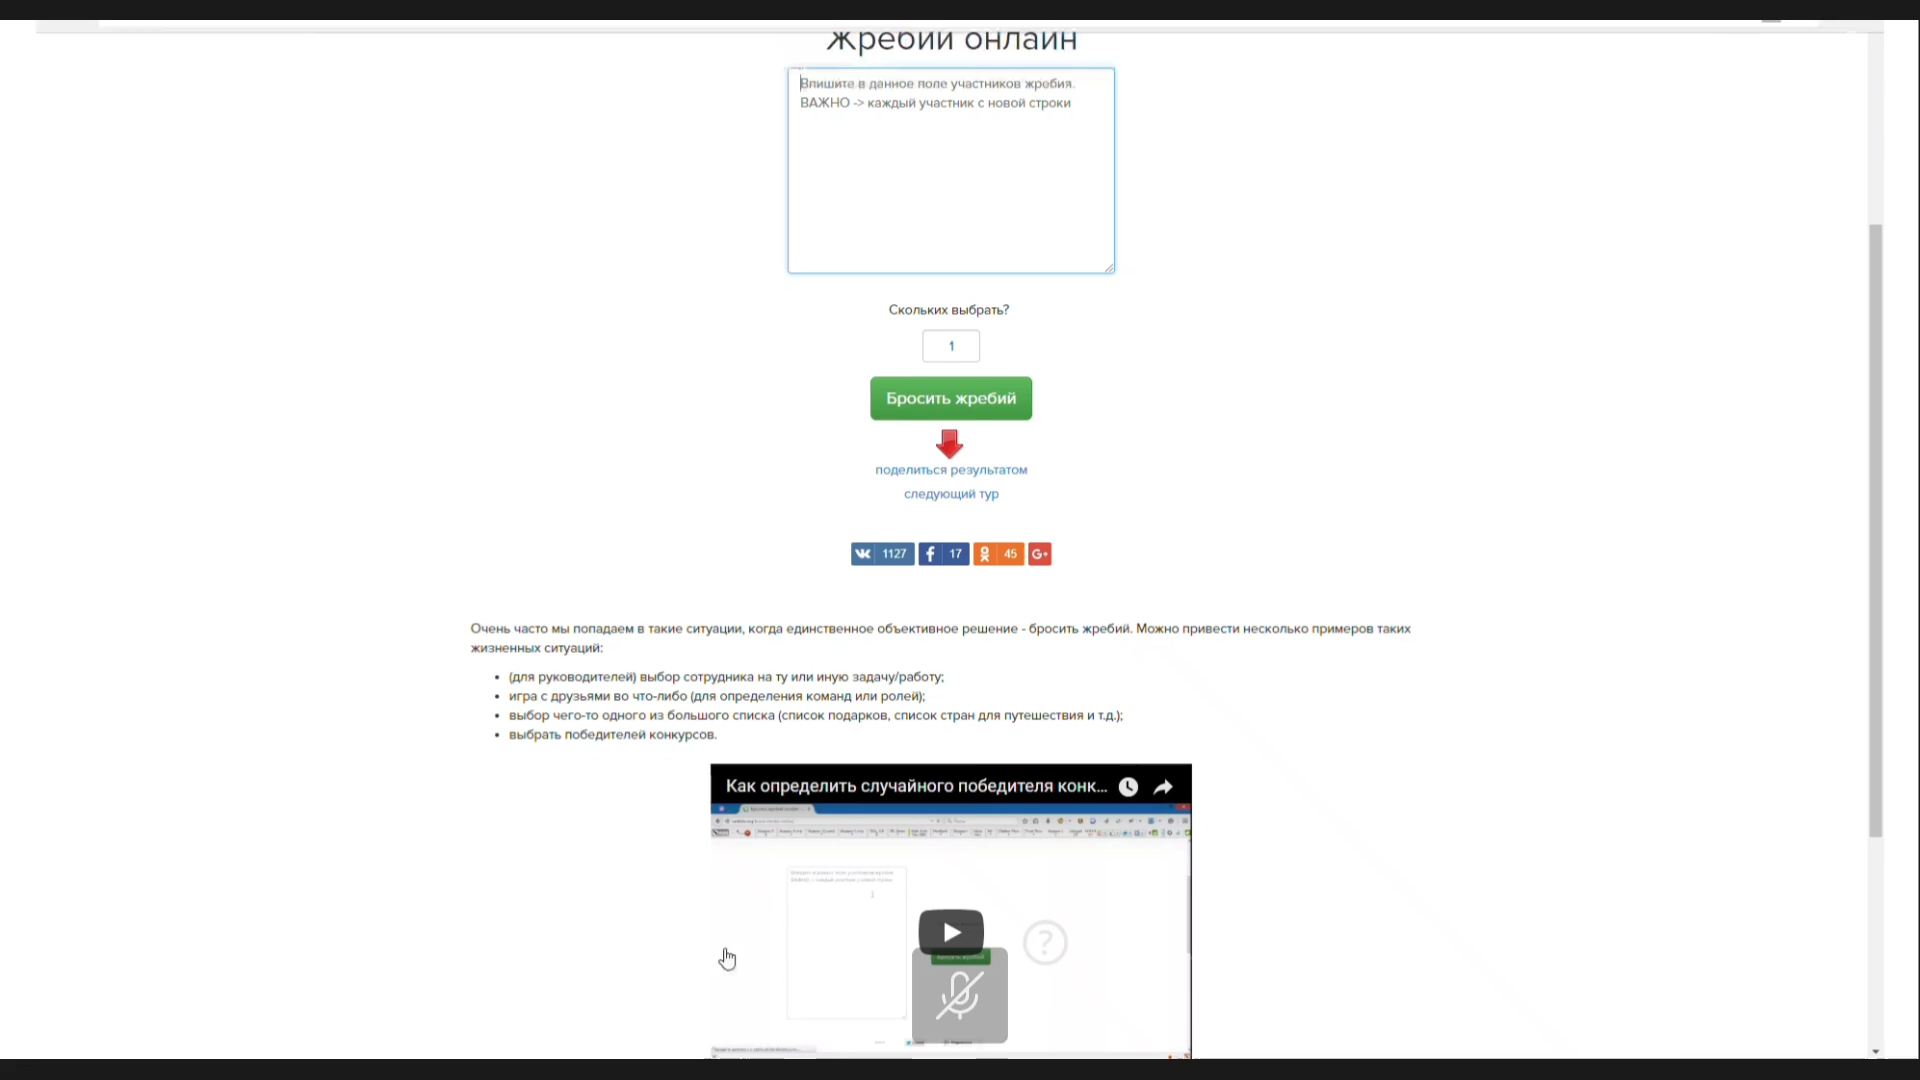 Жребий онлайн
Впишите в данное поле участников жребия.
ВАЖНО -> каждый участник с новой строки
Скольких выбрать?
1
Бросить жребий
поделиться результатом
следующий тур
1127 17 45 G+
Очень часто мы попадаем в такие ситуации, когда единственное объективное решение - бросить жребий. Можно привести несколько примеров таких
жизненных ситуаций:
(для руководителей) выбор сотрудника на ту или иную задачу/работу;
игра с друзьями во что-либо (для определения команд или ролей);
выбор чего-то одного из большого списка (список подарков, список стран для путешествия и т.д.);
выбрать победителей конкурсов.
Как определить случайного победителя конк...